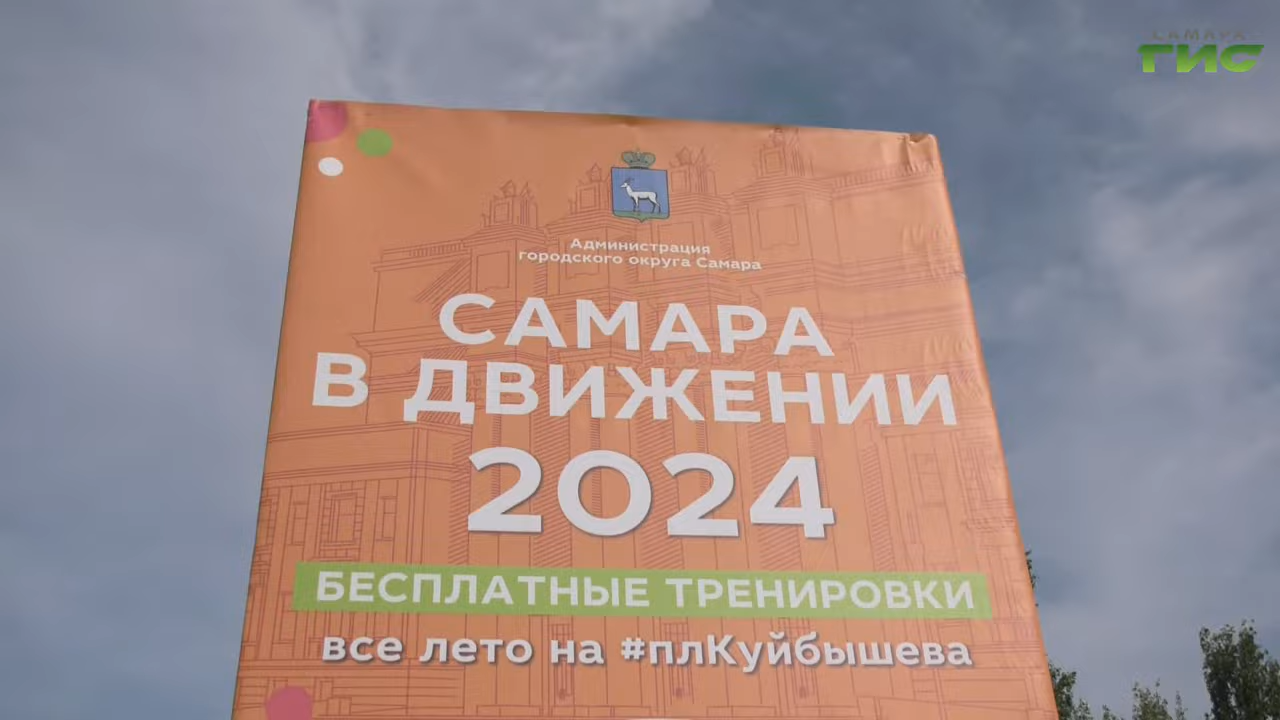 САМАРА
ГИС
Администрация
городского округа Самара
САМАРА
В ДВИЖЕНИИ
2024
БЕСПЛАТНЫЕ ТРЕНИРОВКИ
все лето на #плКуйбышева